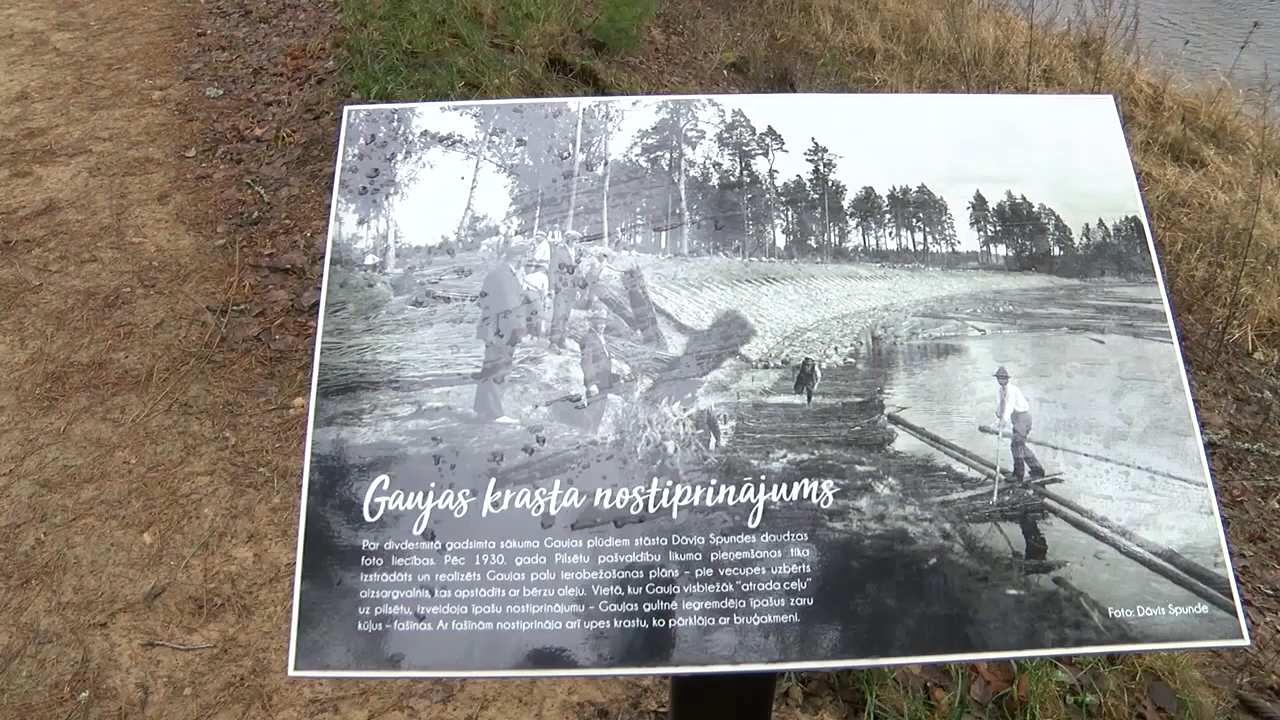 Gaujas krasta nostiprinājums
Par divdesmitā gadsimta sākuma Gaujas plūdiem stāsta Dāvja Spundes daudzas
foto liecības. Pēc 1930. gada Pilsētu pašvaldību likuma pieņemšanas tika
izstrādāts un realizēts Gaujas palu ierobežošanas plāns – pie vecupes uzbērts
aizsargvalnis, kas apstādīts ar bērzu aleju. Vietā, kur Gauja visbiežāk "atrada ceļu"
uz pilsētu, izveidoja īpašu nostiprinājumu – Gaujas gultnē iegremdēja īpašus zaru
kūļus – fašīnas. Ar fašīnām nostiprināja arī upes krastu, ko pārklāja ar bruģakmeni.
Foto: Dāvis Spunde